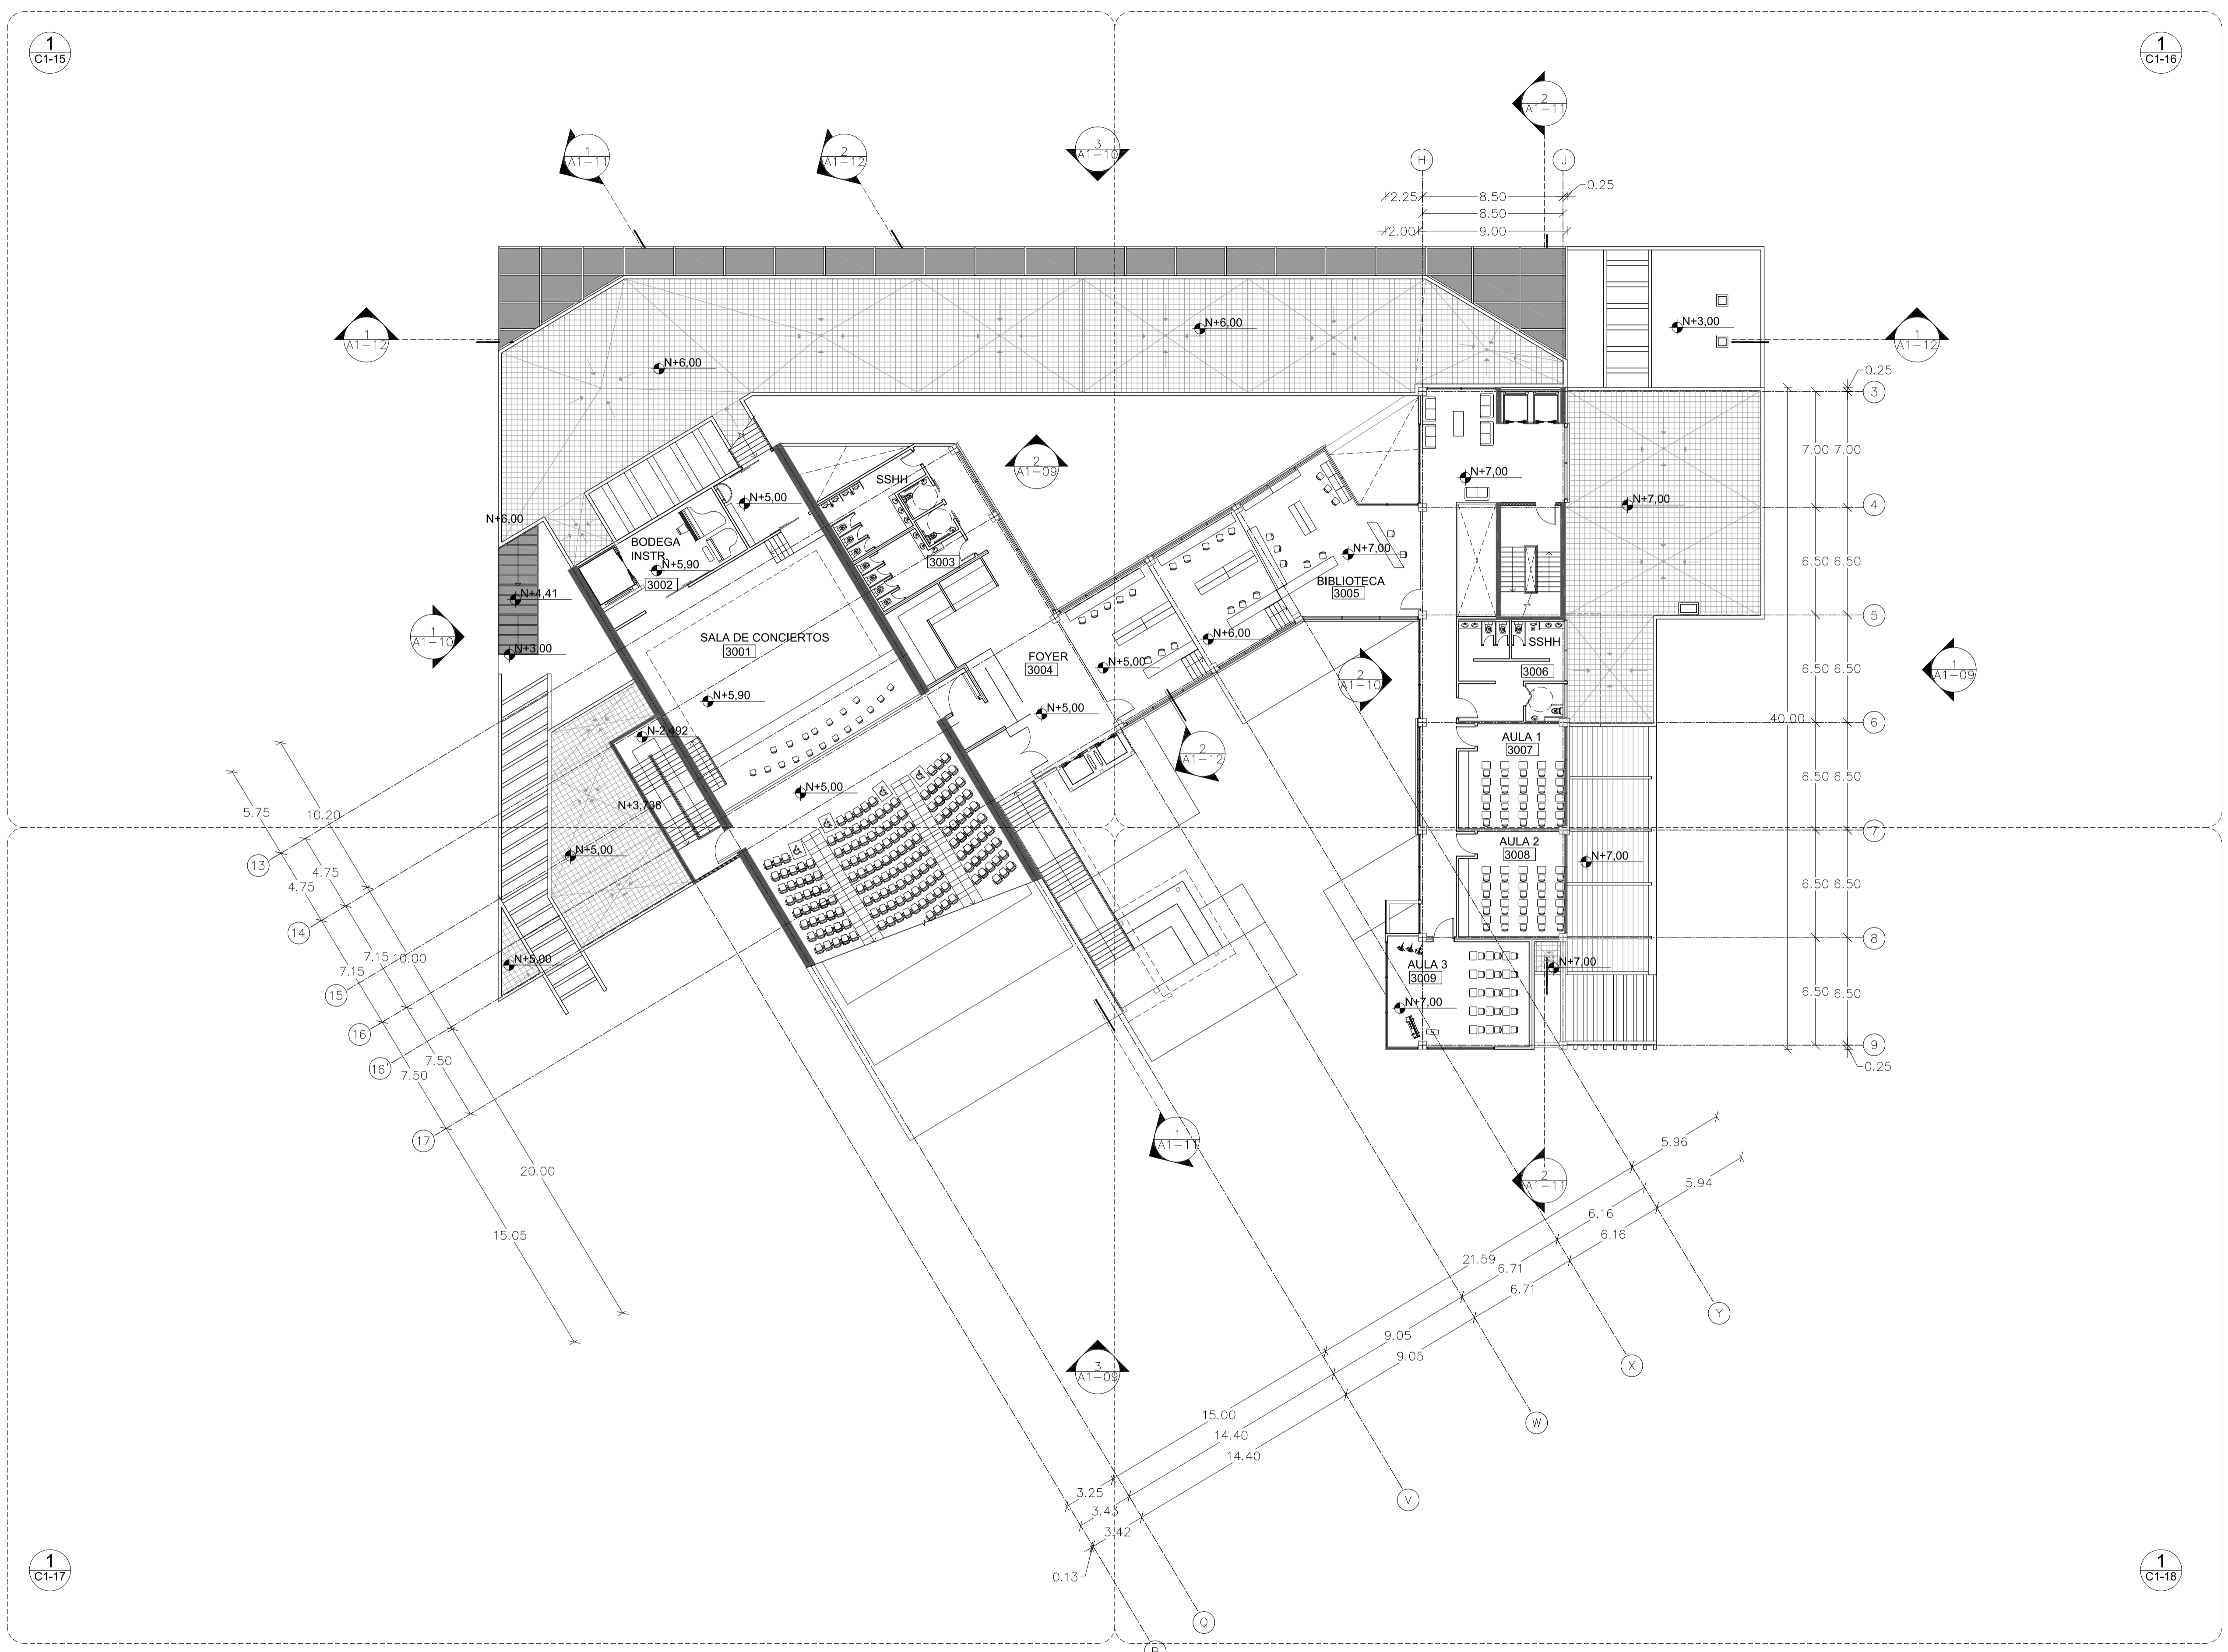 1
C1-15
1
C1-16
2
A1-11
1
A1-11
2
A1-12
3
A1-10
H
J
0.25
2.25
8.50
8.50
2.00
9.00
N+6,00
N+6,00
N+3,00
1
A1-12
1
A1-12
0.25
3
7.00 7.00
4
6.50 6.50
5
6.50 6.50
6
40.00
6.50 6.50
7
6.50 6.50
8
6.50 6.50
9
0.25
2
A1-09
SSHH
N+7,00
N+7,00
N+5,00
N+6,00
BODEGA
INSTR.
N+5,90
3002
3003
N+7,00
BIBLIOTECA
3005
N+4,41
1
A1-10
N+3,00
SALA DE CONCIERTOS
3001
FOYER
3004
N+6,00
N+5,00
SSHH
3006
2
A1-10
1
A1-09
N+5,90
N+5,00
N-2,492
2
A1-12
AULA 1
3007
N+5,00
N+3,738
AULA 2
3008
N+7,00
N+5,00
N+5,00
AULA 3
3009
N+7,00
N+7,00
5.75
10.20
13
4.75
4.75
14
7.15
7.15
10.00
15
16
16'
7.50
7.50
17
20.00
15.05
1
A1-11
2
A1-11
5.96
5.94
6.16
6.16
21.59
6.71
6.71
9.05
9.05
Y
X
W
3
A1-09
15.00
14.40
14.40
V
3.25
3.43
3.42
0.13
Q
1
C1-17
1
C1-18